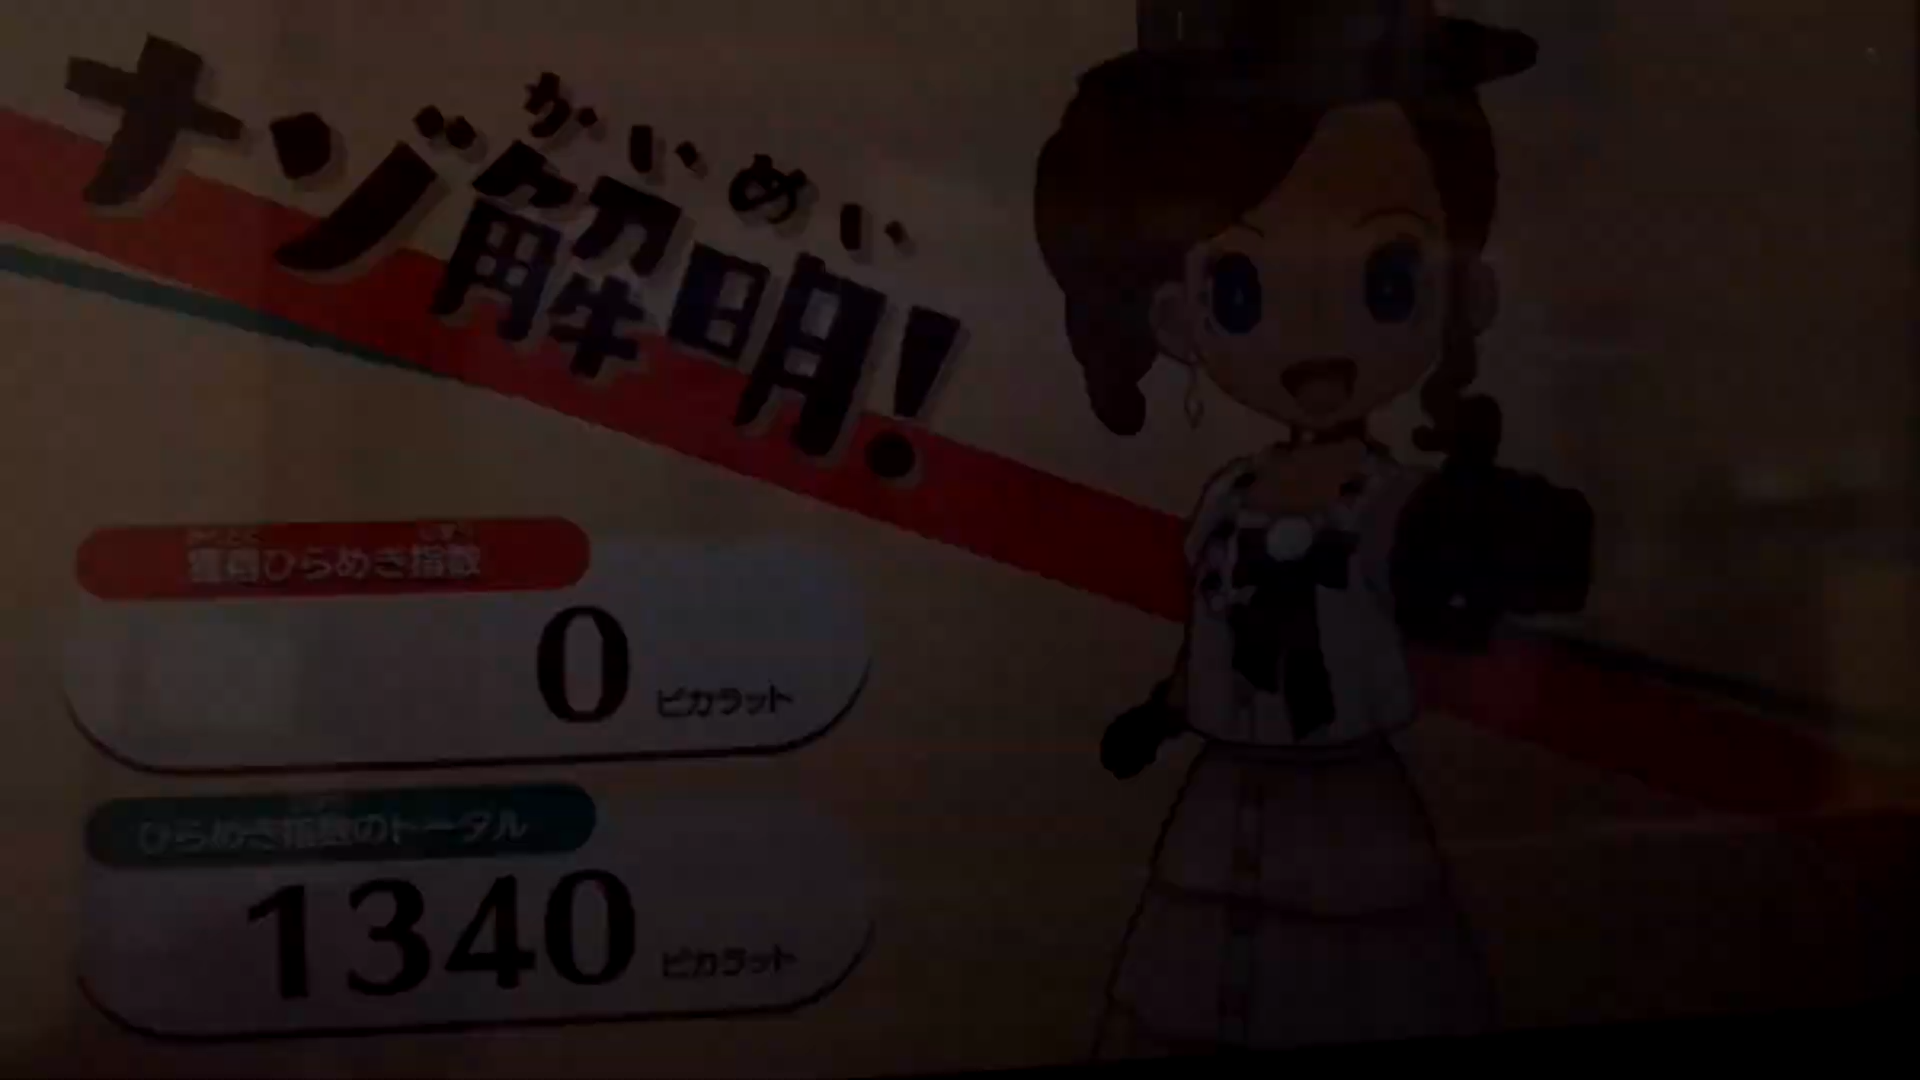 かいめい
ナゾ解明!
獲得ひらめき指数
0 ピカラット
ひらめき指数のトータル
1340 ピカラット